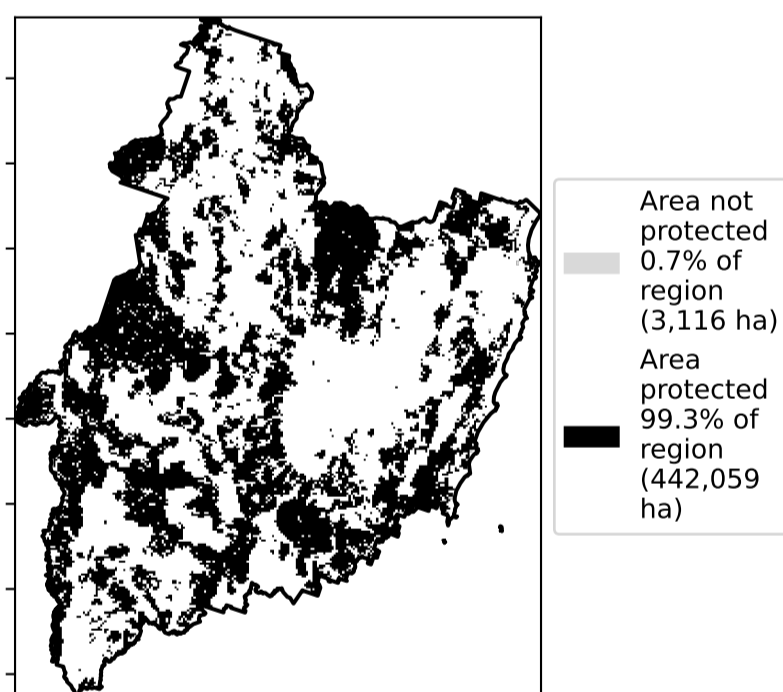 Area not
protected
0.7% of
region
(3,116 ha)
Area
protected
99.3% of
region
(442,059
ha)